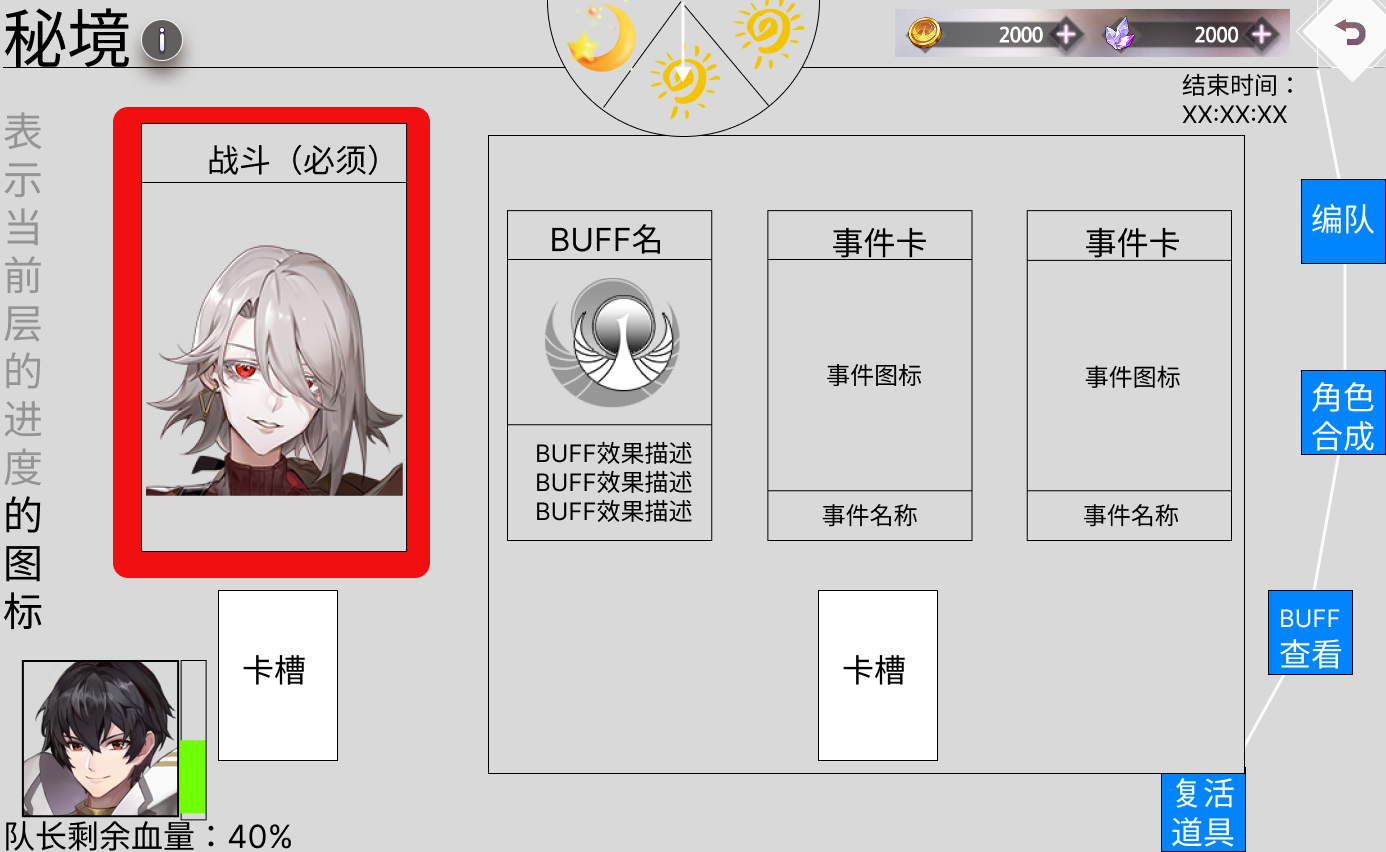 秘境
i
2000
2000
结束时间：
XX:XX:XX
表示当前层的进度的图标
战斗（必须）
BUFF名
BUFF效果描述
BUFF效果描述
BUFF效果描述
事件卡
事件图标
事件名称
事件卡
事件图标
事件名称
编队
角色
合成
BUFF
查看
复活
道具
卡槽
卡槽
队长剩余血量：40%